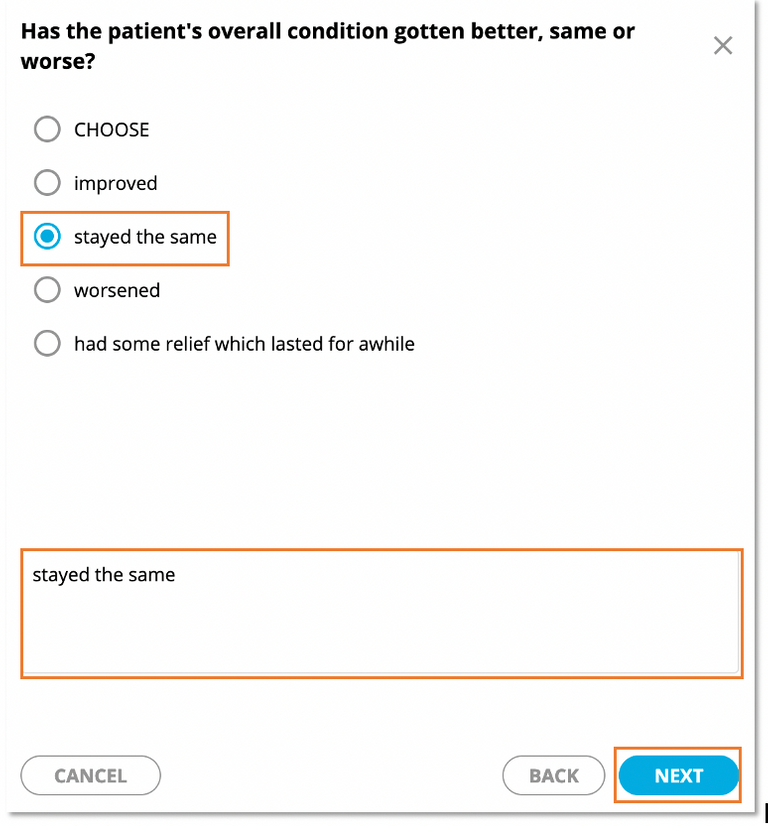 Has the patient's overall condition gotten better, same or
worse?
CHOOSE
improved
stayed the same
worsened
had some relief which lasted for awhile
stayed the same
CANCEL
BACK
NEXT